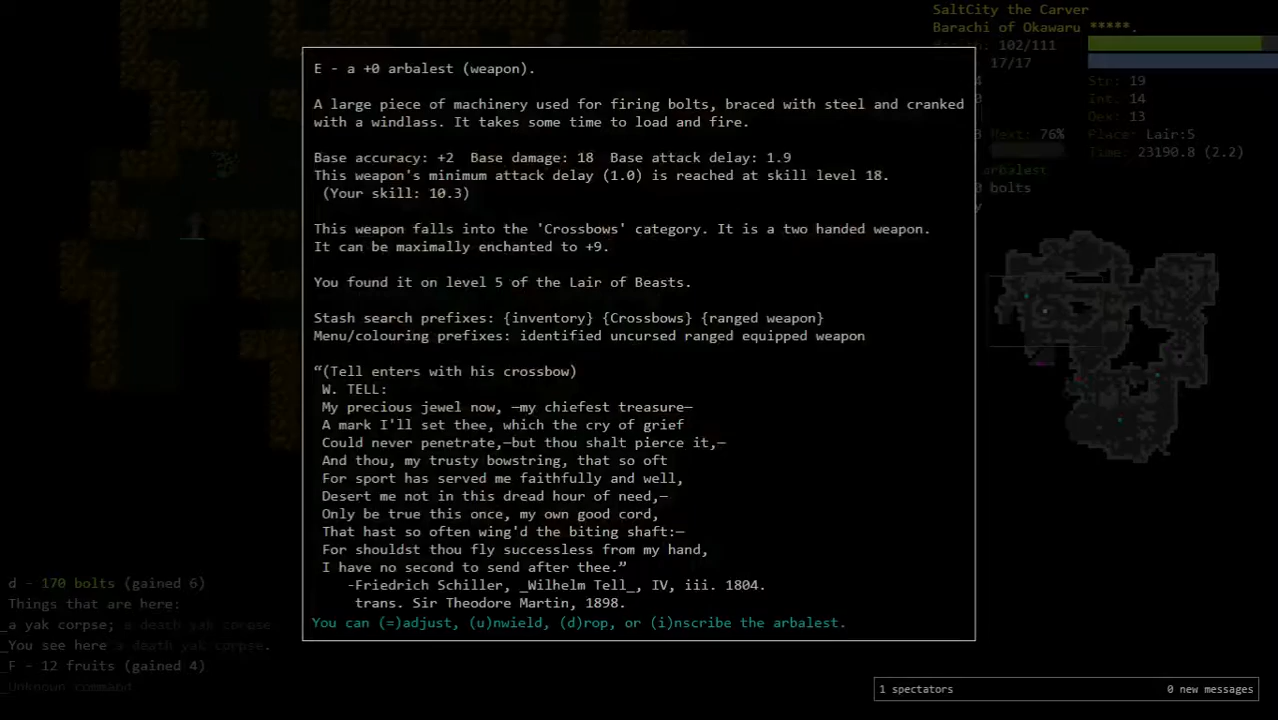 SaltCity the Carver
Barachi of Okawaru *****.
102/111
17/17
Str: 19
Int: 14
Dex: 13
Next: 76%
Place: Lair:5
Time: 23190.8 (2.2)
arbalest
bolts
E - a +0 arbalest (weapon).
A large piece of machinery used for firing bolts, braced with steel and cranked
with a windlass. It takes some time to load and fire.
Base accuracy: +2  Base damage: 18  Base attack delay: 1.9
This weapon's minimum attack delay (1.0) is reached at skill level 18.
(Your skill: 10.3)
This weapon falls into the 'Crossbows' category. It is a two handed weapon.
It can be maximally enchanted to +9.
You found it on level 5 of the Lair of Beasts.
Stash search prefixes: {inventory} {Crossbows} {ranged weapon}
Menu/colouring prefixes: identified uncursed ranged equipped weapon
“(Tell enters with his crossbow)
W. TELL:
My precious jewel now, —my chiefest treasure—
A mark I'll set thee, which the cry of grief
Could never penetrate,—but thou shalt pierce it,—
And thou, my trusty bowstring, that so oft
For sport has served me faithfully and well,
Desert me not in this dread hour of need,—
Only be true this once, my own good cord,
That hast so often wing'd the biting shaft:—
For shouldst thou fly successless from my hand,
I have no second to send after thee.”
-Friedrich Schiller, _Wilhelm Tell_, IV, iii. 1804.
trans. Sir Theodore Martin, 1898.
You can (=)adjust, (u)nwield, (d)rop, or (i)nscribe the arbalest.
d - 170 bolts (gained 6)
Things that are here:
_a yak corpse; a death yak corpse
_You see here a death yak corpse.
F - 12 fruits (gained 4)
_Unknown command
1 spectators
0 new messages